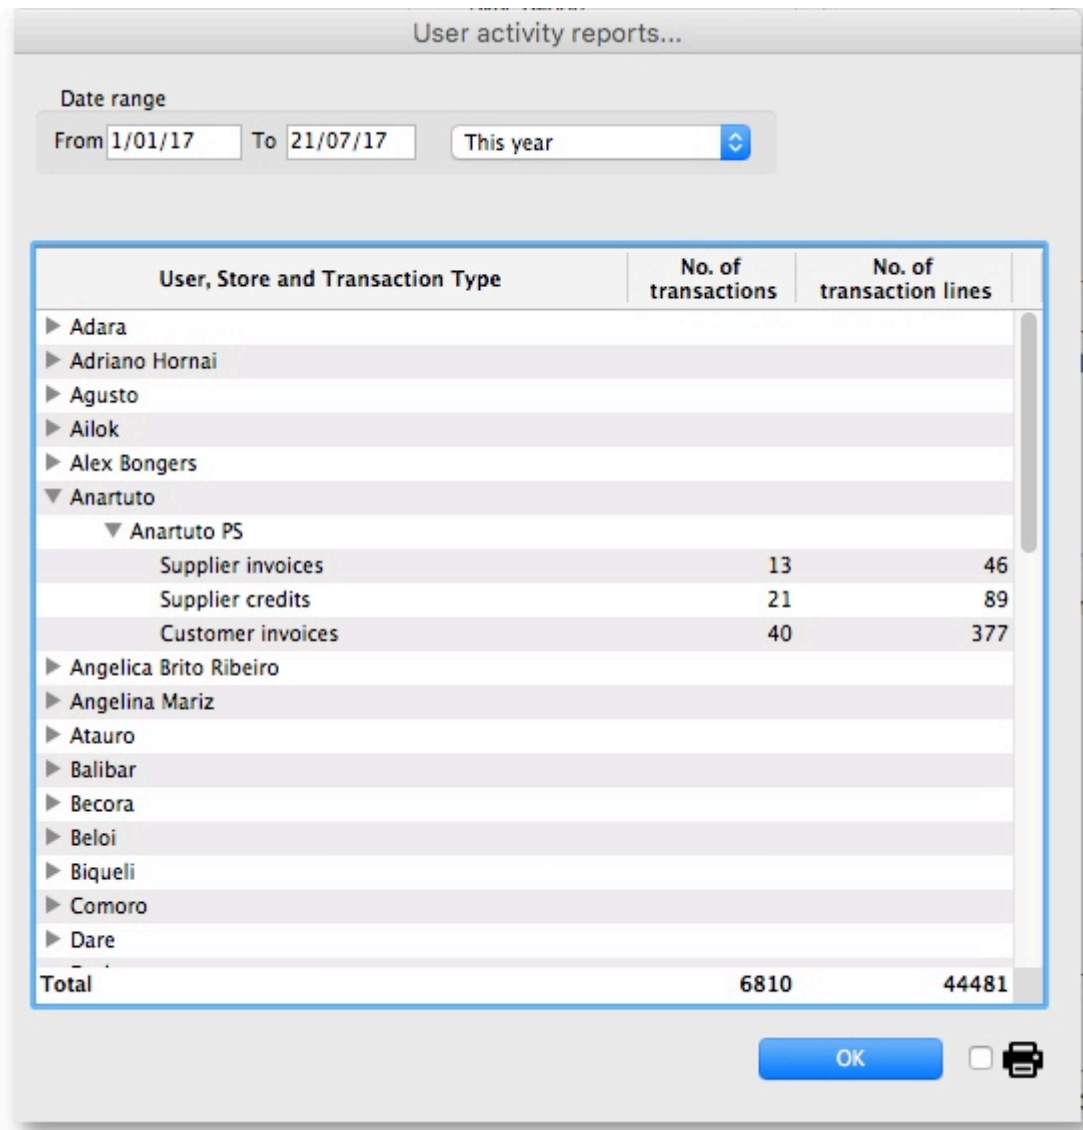 User activity reports...
Date range
From 1/01/17 To 21/07/17 This year
User, Store and Transaction Type No. of transactions No. of transaction lines
Adara
Adriano Hornai
Agusto
Ailok
Alex Bongers
Anartuto
Anartuto PS
Supplier invoices 13 46
Supplier credits 21 89
Customer invoices 40 377
Angelica Brito Ribeiro
Angelina Mariz
Atauro
Balibar
Becora
Beloi
Biqueli
Comoro
Dare
Total 6810 44481
OK